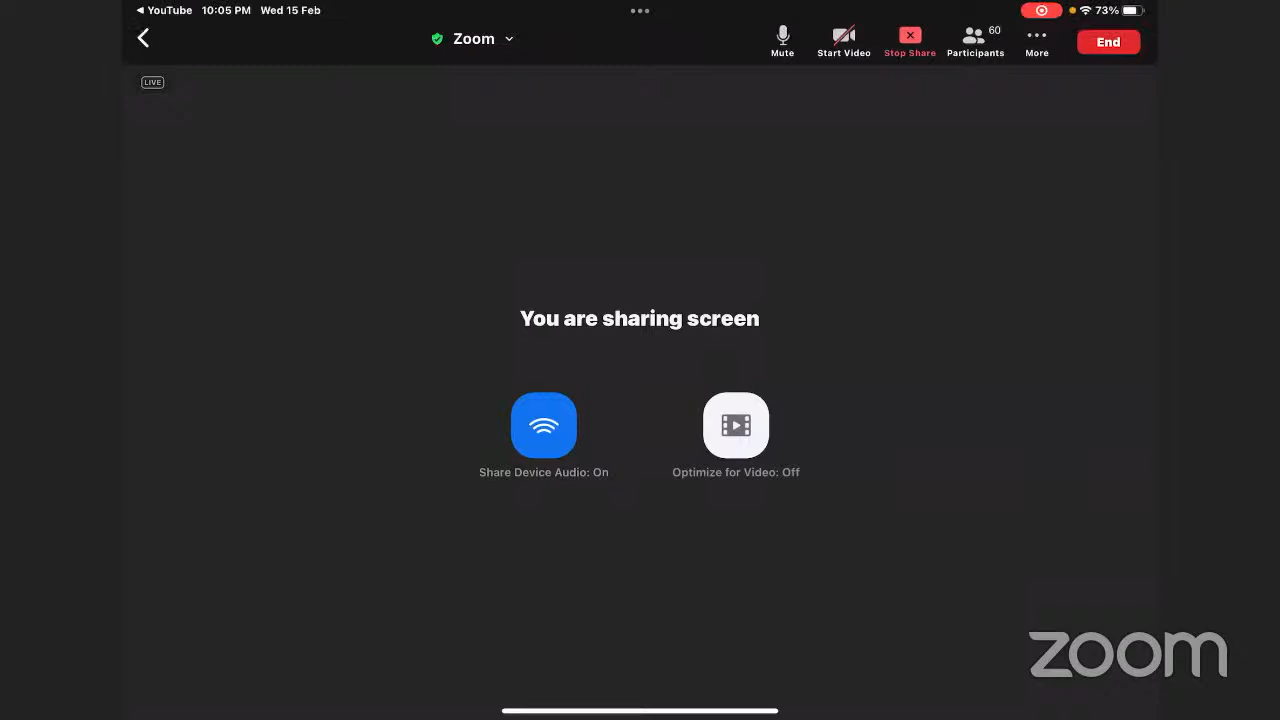 ◀ YouTube 10:05 PM Wed 15 Feb 73%
Zoom
Mute Start Video Stop Share 60 Participants More End
LIVE
You are sharing screen
Share Device Audio: On Optimize for Video: Off
zoom